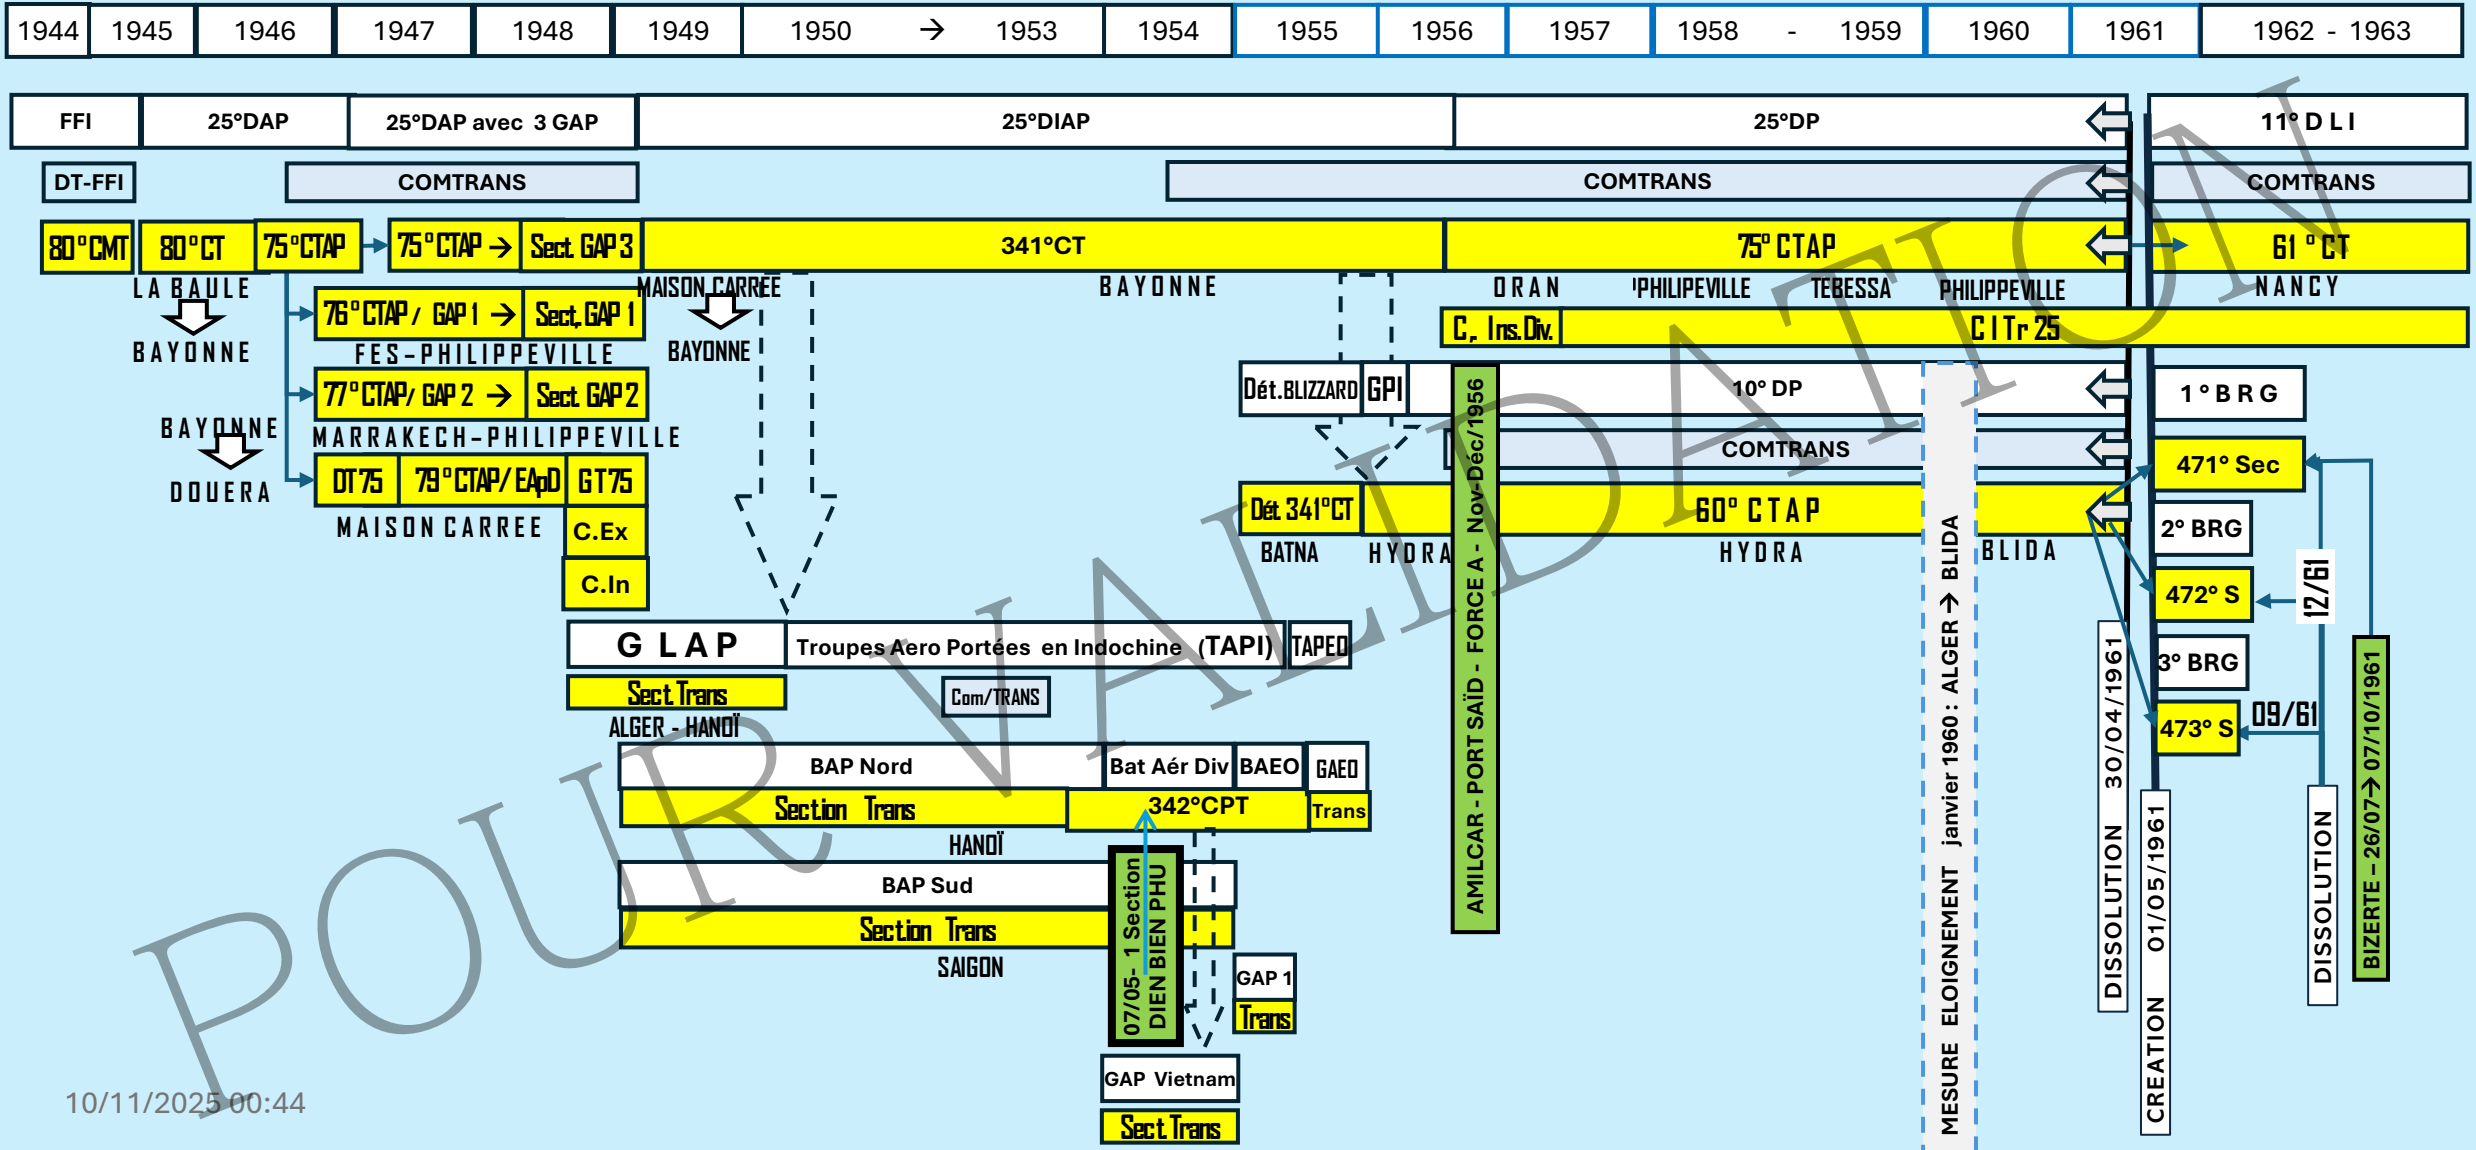 1944 1945 1946 1947 1948 1949 1950 → 1953 1954 1955 1956 1957 1958 - 1959 1960 1961 1962 - 1963
FFI 25°DAP 25°DAP avec 3 GAP 25°DIAP 25°DP 11° D L I
DT-FFI COMTRANS COMTRANS COMTRANS
80°CMT 80°CT 75°CTAP 75°CTAP → Sect. GAP 3 341°CT 75° CTAP 61 ° CT
LA BAULE MAISON CARREE BAYONNE ORAN PHILIPEVILLE TEBESSA PHILIPPEVILLE NANCY
76° CTAP / GAP 1 → Sect, GAP 1 C, Ins.Div. C I Tr 25
BAYONNE FES-PHILIPPEVILLE BAYONNE
77° CTAP/ GAP 2 → Sect. GAP 2 Dét.BLIZZARD GPI 10° DP 1 ° B R G
BAYONNE MARRAKECH-PHILIPPEVILLE COMTRANS
471° Sec
DOUERA DT 75 79° CTAP/ EApD GT 75 Dét. 341°CT 60° CTAP
MAISON CARREE C.Ex BATNA HYDRA HYDRA BLIDA 2° BRG
C.In 472° S 12/61
G L A P Troupes Aero Portées en Indochine (TAPI) TAPEO 3° BRG
Sect.Trans Com/TRANS
ALGER - HANOÏ 473° S 09/61
BAP Nord Bat Aér Div BAEO GAEO
Section Trans 342°CPT Trans
HANOÏ
BAP Sud
Section Trans
SAIGON
07/05- 1 Section
DIEN BIEN PHU
GAP 1
Trans
GAP Vietnam
Sect.Trans
AMILCAR - PORT SAÏD - FORCE A - Nov-Déc/1956
MESURE ELOIGNEMENT janvier 1960 : ALGER → BLIDA
DISSOLUTION 30/04/1961
CREATION 01/05/1961
DISSOLUTION
BIZERTE – 26/07→ 07/10/1961
POUR VALIDATION
10/11/2025 00:44